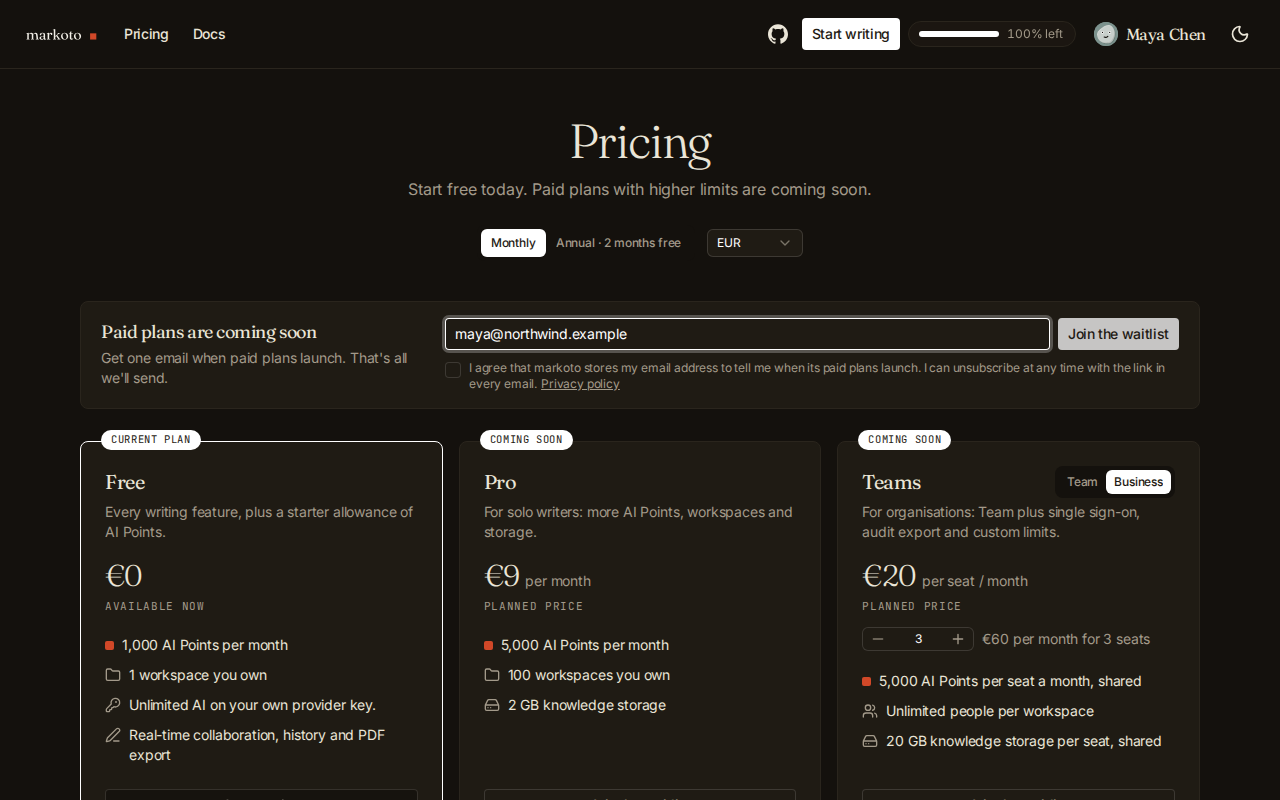 markoto
Pricing
Docs
Start writing
100% left
Maya Chen
Pricing
Start free today. Paid plans with higher limits are coming soon.
Monthly
Annual · 2 months free
EUR
Paid plans are coming soon
Get one email when paid plans launch. That's all
we'll send.
maya@northwind.example
Join the waitlist
I agree that markoto stores my email address to tell me when its paid plans launch. I can unsubscribe at any time with the link in
every email. Privacy policy
CURRENT PLAN
Free
Every writing feature, plus a starter allowance of
AI Points.
€0
AVAILABLE NOW
1,000 AI Points per month
1 workspace you own
Unlimited AI on your own provider key.
Real-time collaboration, history and PDF
export
COMING SOON
Pro
For solo writers: more AI Points, workspaces and
storage.
€9 per month
PLANNED PRICE
5,000 AI Points per month
100 workspaces you own
2 GB knowledge storage
COMING SOON
Teams
Team
Business
For organisations: Team plus single sign-on,
audit export and custom limits.
€20 per seat / month
PLANNED PRICE
3
€60 per month for 3 seats
5,000 AI Points per seat a month, shared
Unlimited people per workspace
20 GB knowledge storage per seat, shared